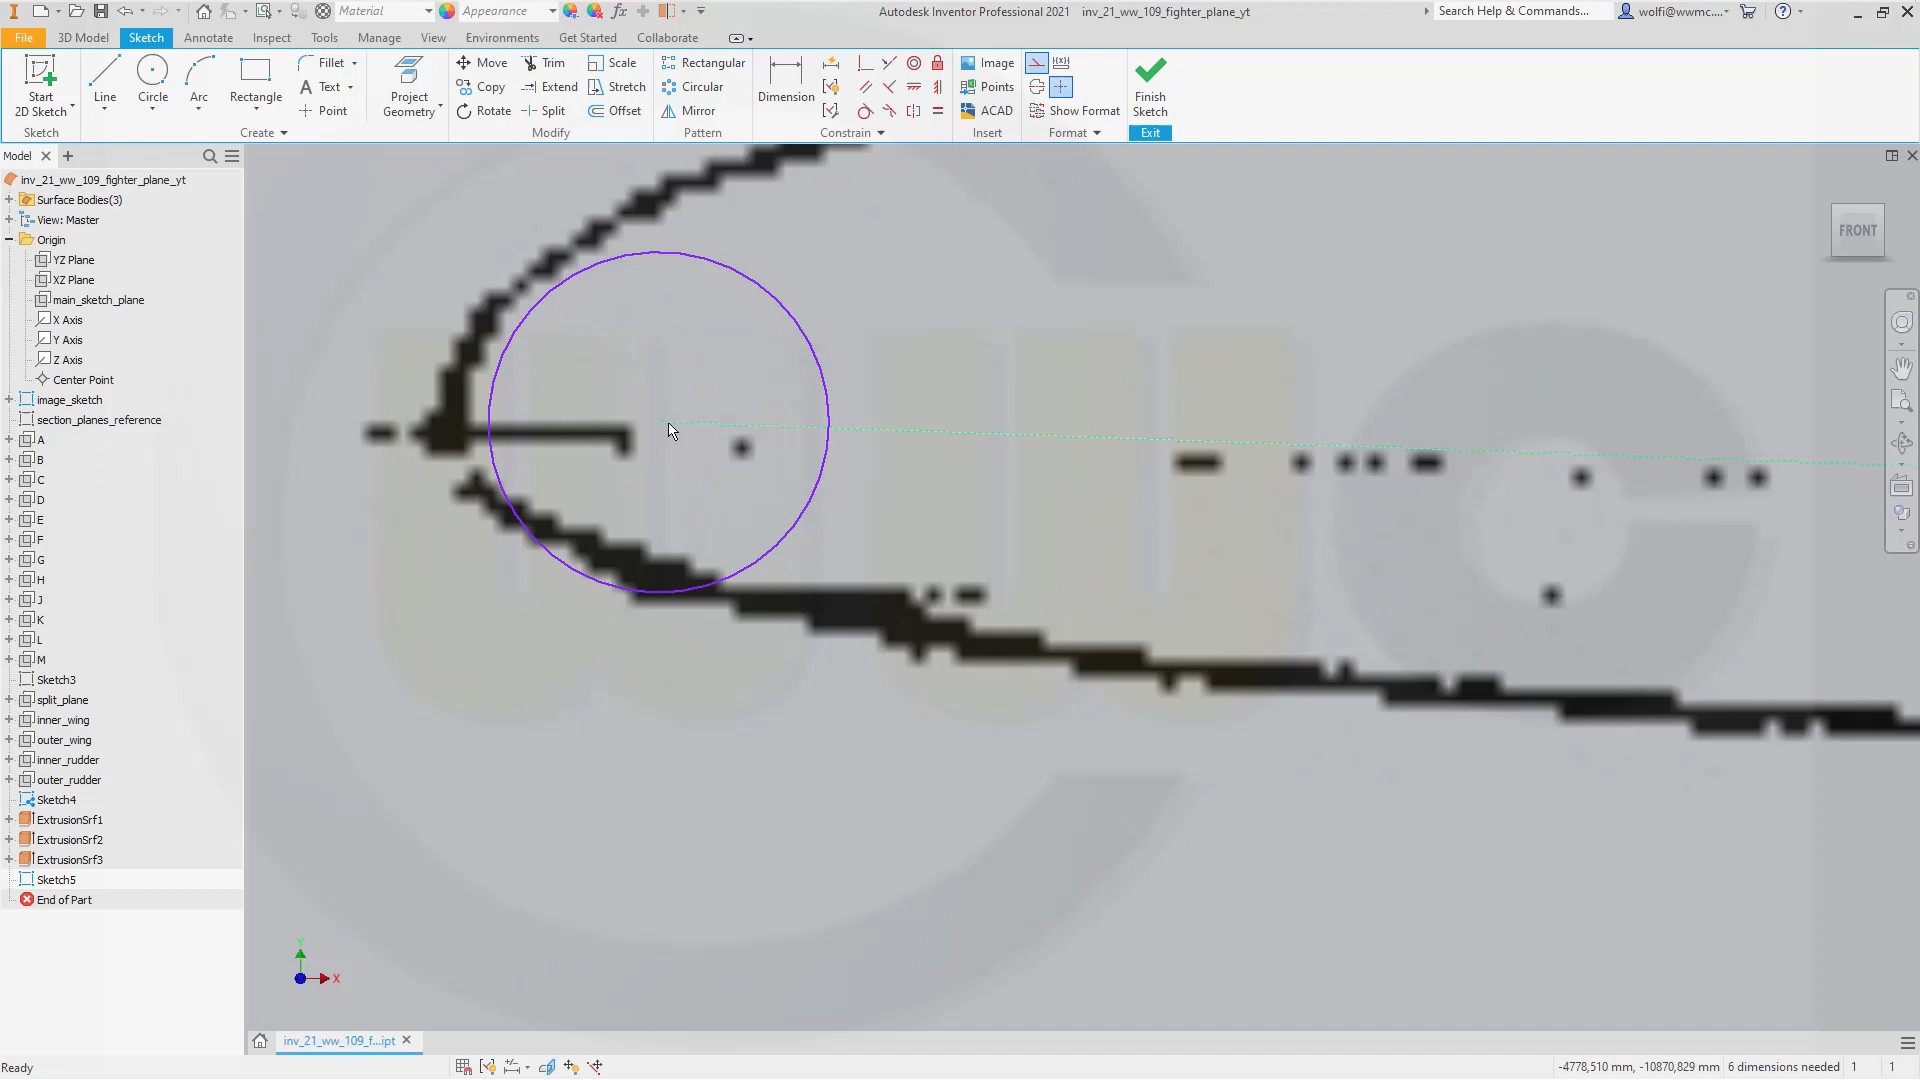 Material
Appearance
Autodesk Inventor Professional 2021 inv_21_ww_109_fighter_plane_yt
Search Help & Commands...
wolfi@wwmc....
File
3D Model
Sketch
Annotate
Inspect
Tools
Manage
View
Environments
Get Started
Collaborate
Start
2D Sketch
Line
Circle
Arc
Rectangle
Fillet
Text
Point
Project
Geometry
Move
Copy
Rotate
Trim
Extend
Split
Scale
Stretch
Offset
Rectangular
Circular
Mirror
Dimension
Image
Points
ACAD
Show Format
Finish
Sketch
Sketch
Create
Modify
Pattern
Constrain
Insert
Format
Exit
Model
inv_21_ww_109_fighter_plane_yt
Surface Bodies(3)
View: Master
Origin
YZ Plane
XZ Plane
main_sketch_plane
X Axis
Y Axis
Z Axis
Center Point
image_sketch
section_planes_reference
A
B
C
D
E
F
G
H
J
K
L
M
Sketch3
split_plane
inner_wing
outer_wing
inner_rudder
outer_rudder
Sketch4
ExtrusionSrf1
ExtrusionSrf2
ExtrusionSrf3
Sketch5
End of Part
FRONT
Y
X
inv_21_ww_109_f...ipt
Ready
-4778,510 mm, -10870,829 mm
6 dimensions needed
1
1